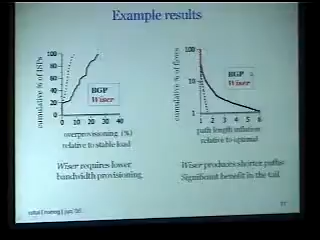 Example results
cumulative % of ISPs
100
80
60
40
20
0
BGP
Wiser
0 10 20 30 40
overprovisioning (%)
relative to stable load
Wiser requires lower
bandwidth provisioning
cumulative % of flows
100
10
1
BGP
Wiser
1 2 3 4 5 6
path length inflation
relative to optimal
Wiser produces shorter paths
Significant benefit in the tail